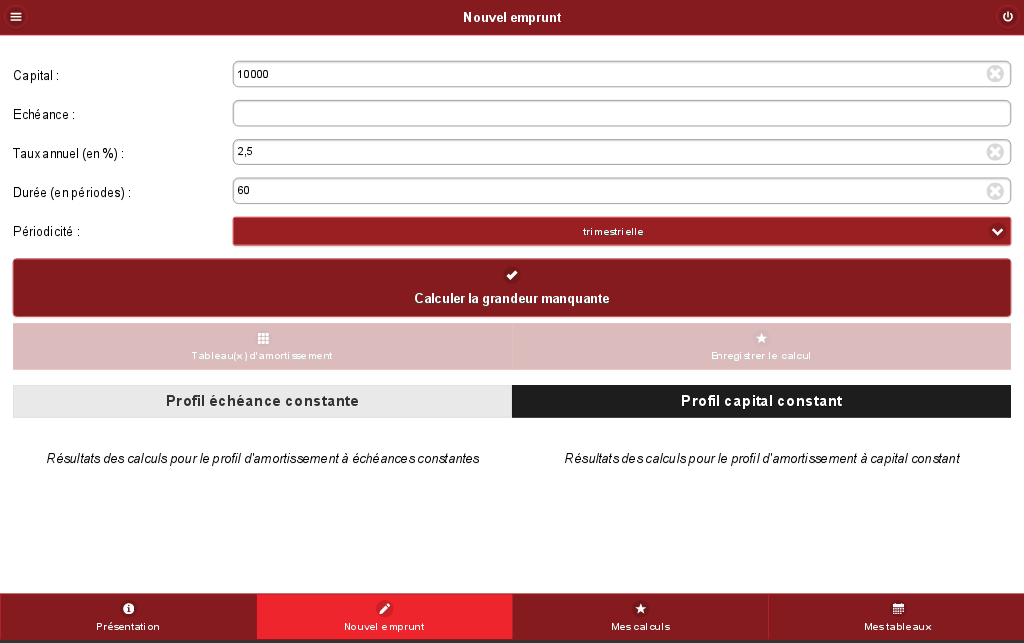 Nouvel emprunt
Capital :
10000
Echéance :
Taux annuel (en %) :
2,5
Durée (en périodes) :
60
Périodicité :
trimestrielle
Calculer la grandeur manquante
Tableau(x) d'amortissement
Enregistrer le calcul
Profil échéance constante
Profil capital constant
Résultats des calculs pour le profil d'amortissement à échéances constantes
Résultats des calculs pour le profil d'amortissement à capital constant
Présentation
Nouvel emprunt
Mes calculs
Mes tableaux